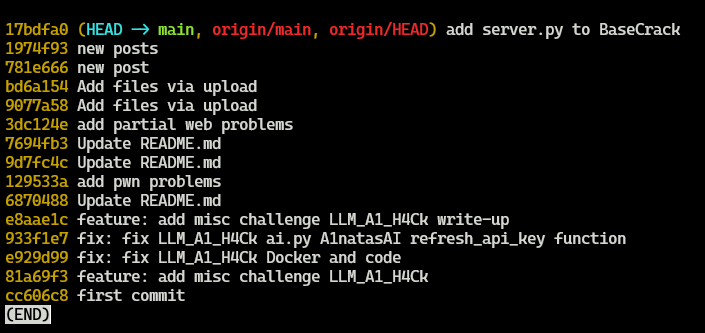 17bdfa0 (HEAD -> main, origin/main, origin/HEAD) add server.py to BaseCrack
1974f93 new posts
781e666 new post
bd6a154 Add files via upload
9077a58 Add files via upload
3dc124e add partial web problems
7694fb3 Update README.md
9d7fc4c Update README.md
129533a add pwn problems
6870488 Update README.md
e8aae1c feature: add misc challenge LLM_A1_H4Ck write-up
933f1e7 fix: fix LLM_A1_H4Ck ai.py A1natasAI refresh_api_key function
e929d99 fix: fix LLM_A1_H4Ck Docker and code
81a69f3 feature: add misc challenge LLM_A1_H4Ck
cc606c8 first commit
(END)